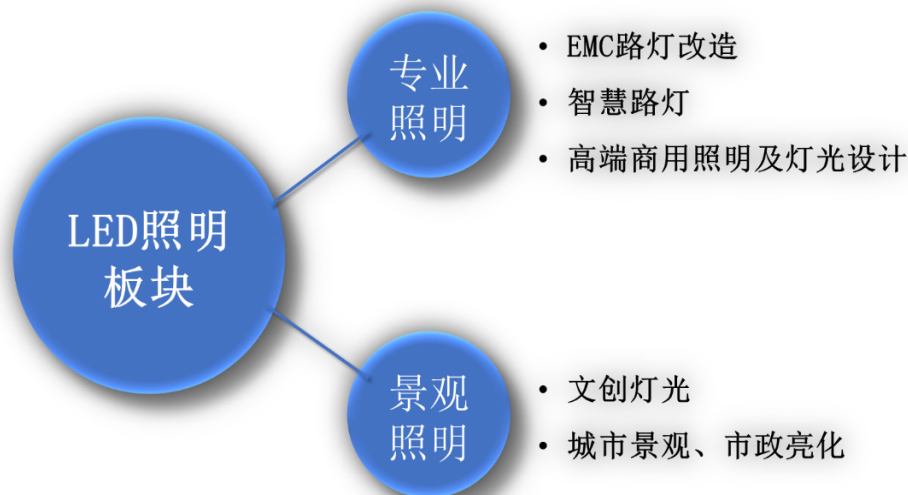 专业
照明
• EMC路灯改造
• 智慧路灯
• 高端商用照明及灯光设计
LED照明
板块
景观
照明
• 文创灯光
• 城市景观、市政亮化